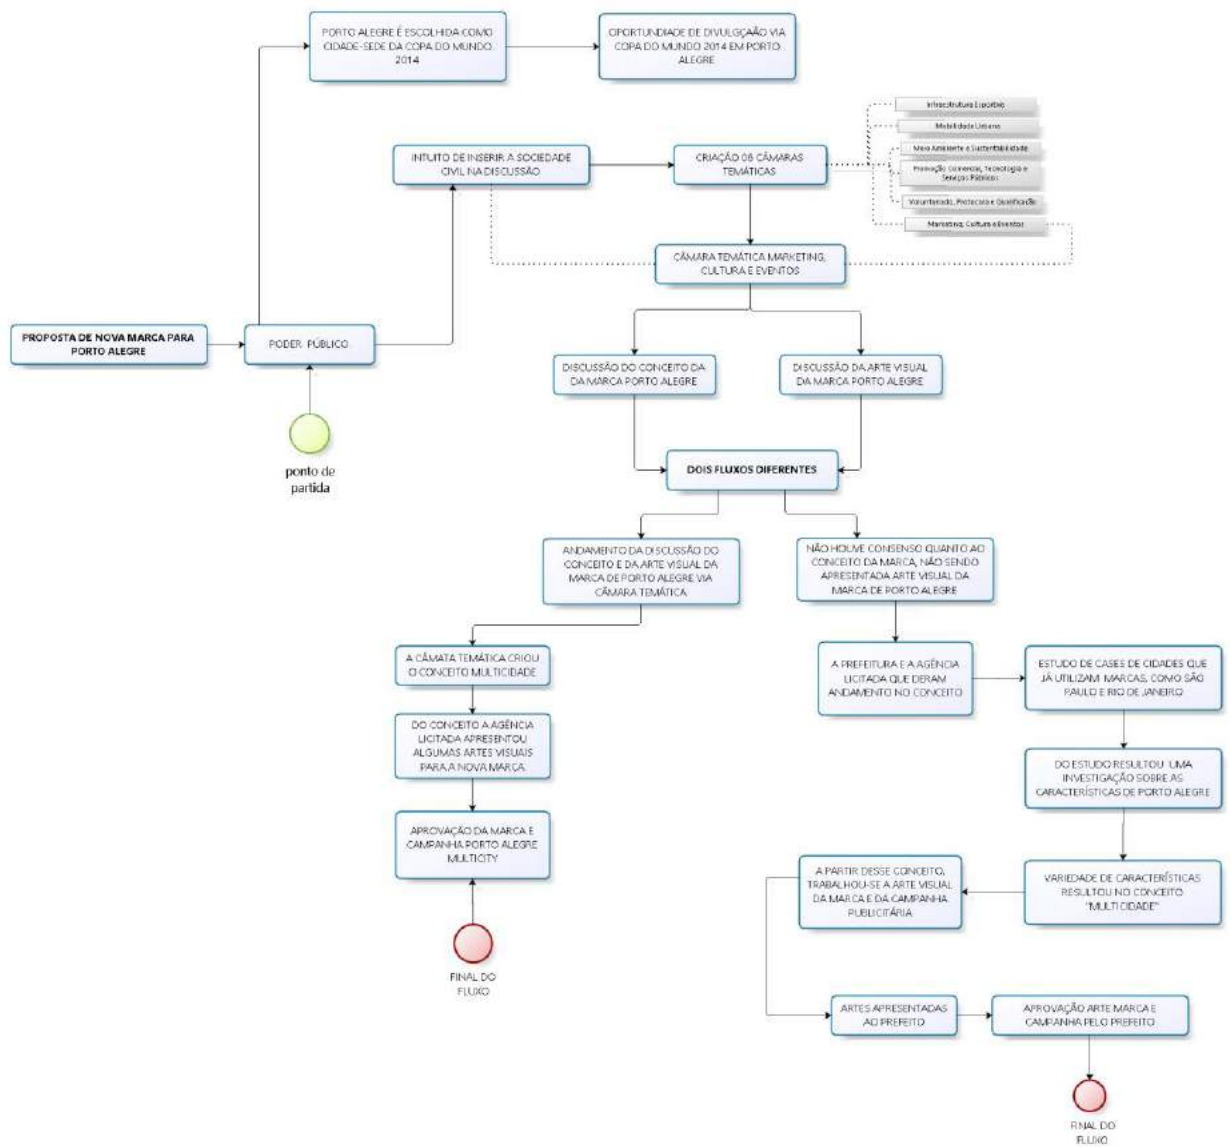 PORTO ALEGRE É ESCOLHIDA COMO
CIDADE-SEDE DA COPA DO MUNDO
2014
OPORTUNDIADE DE DIVULGÇAÃO VIA
COPA DO MUNDO 2014 EM PORTO
ALEGRE
Infraestrutura Esportiva
Mobilidade Urbana
Meio Ambiente e Sustentabilidade
Promoção Comercial, Tecnologia e
Serviços Públicos
Voluntariado, Protocolo e Qualificação
Marketing, Cultura e Eventos
INTUITO DE INSERIR A SOCIEDADE
CIVIL NA DISCUSSÃO
CRIAÇÃO 06 CÂMARAS
TEMÁTICAS
CÂMARA TEMÁTICA MARKETING,
CULTURA E EVENTOS
PROPOSTA DE NOVA MARCA PARA
PORTO ALEGRE
PODER PÚBLICO
ponto de
partida
DISCUSSÃO DO CONCEITO DA
DA MARCA PORTO ALEGRE
DISCUSSÃO DA ARTE VISUAL
DA MARCA PORTO ALEGRE
DOIS FLUXOS DIFERENTES
ANDAMENTO DA DISCUSSÃO DO
CONCEITO E DA ARTE VISUAL DA
MARCA DE PORTO ALEGRE VIA
CÂMARA TEMÁTICA
NÃO HOUVE CONSENSO QUANTO AO
CONCEITO DA MARCA, NÃO SENDO
APRESENTADA ARTE VISUAL DA
MARCA DE PORTO ALEGRE
A CÂMATA TEMÁTICA CRIOU
O CONCEITO MULTICIDADE
A PREFEITURA E A AGÊNCIA
LICITADA QUE DERAM
ANDAMENTO NO CONCEITO
ESTUDO DE CASES DE CIDADES QUE
JÁ UTILIZAM MARCAS, COMO SÃO
PAULO E RIO DE JANEIRO
DO CONCEITO A AGÊNCIA
LICITADA APRESENTOU
ALGUMAS ARTES VISUAIS
PARA A NOVA MARCA
DO ESTUDO RESULTOU UMA
INVESTIGAÇÃO SOBRE AS
CARACTERÍSTICAS DE PORTO ALEGRE
APROVAÇÃO DA MARCA E
CAMPANHA PORTO ALEGRE
MULTICITY
A PARTIR DESSE CONCEITO,
TRABALHOU-SE A ARTE VISUAL
DA MARCA E DA CAMPANHA
PUBLICITÁRIA
VARIEDADE DE CARACTERÍSTICAS
RESULTOU NO CONCEITO
"MULTICIDADE"
FINAL DO
FLUXO
ARTES APRESENTADAS
AO PREFEITO
APROVAÇÃO ARTE MARCA E
CAMPANHA PELO PREFEITO
FINAL DO
FLUXO